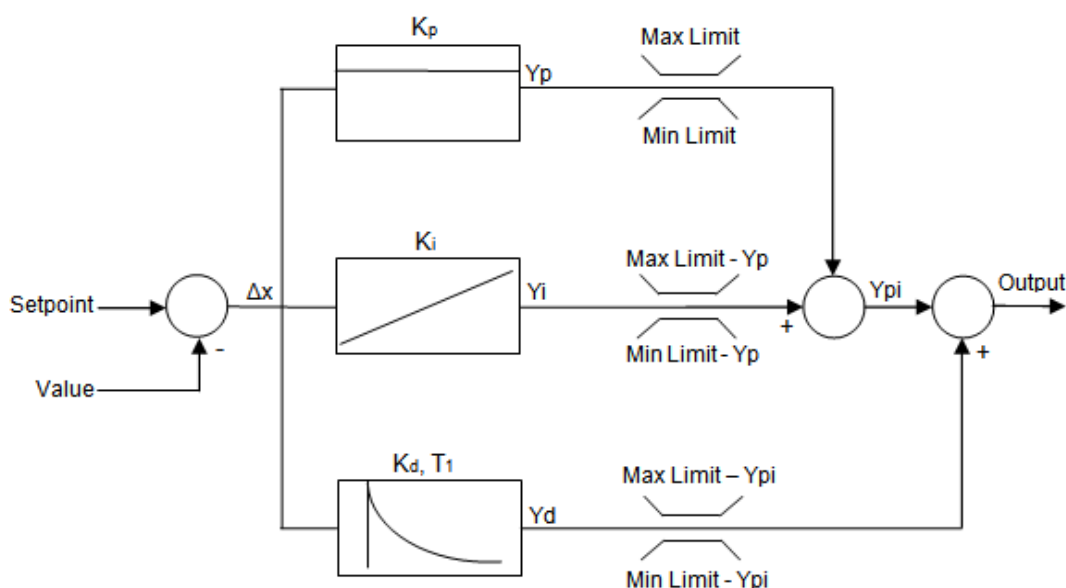 Kp
Max Limit
Yp
Min Limit
Ki
Max Limit - Yp
Setpoint
Δx
Yi
Ypi
Output
+
Min Limit - Yp
-
+
Value
Kd, T1
Max Limit – Ypi
Yd
Min Limit - Ypi